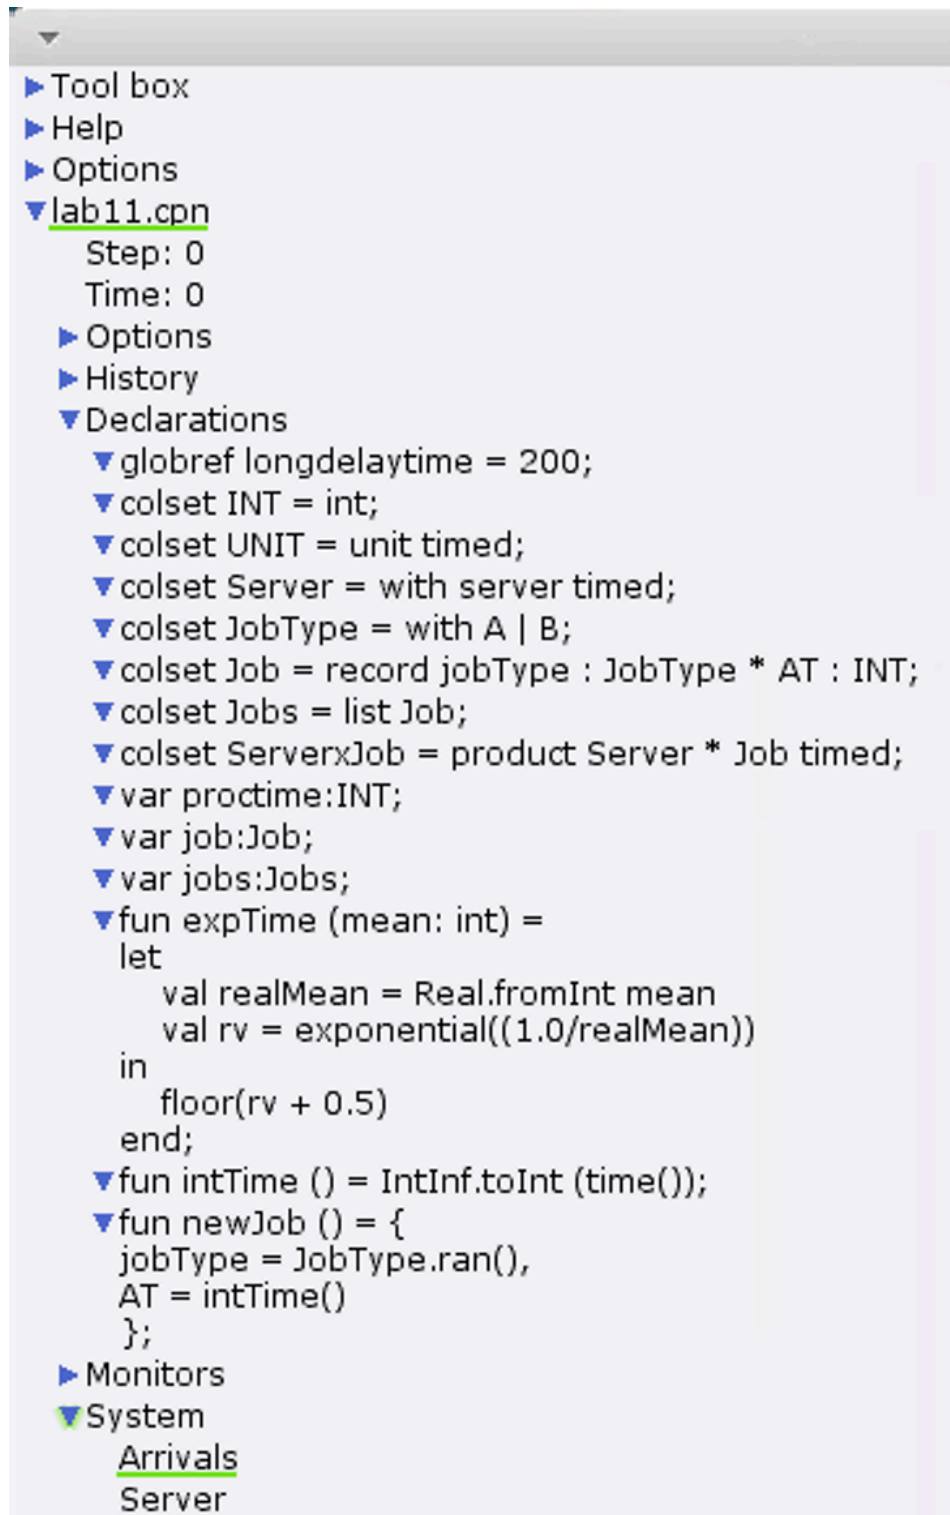 Tool box
Help
Options
lab11.cpn
Step: 0
Time: 0
Options
History
Declarations
globref longdelaytime = 200;
colset INT = int;
colset UNIT = unit timed;
colset Server = with server timed;
colset JobType = with A | B;
colset Job = record jobType : JobType * AT : INT;
colset Jobs = list Job;
colset ServerxJob = product Server * Job timed;
var proctime:INT;
var job:Job;
var jobs:Jobs;
fun expTime (mean: int) =
let
val realMean = Real.fromInt mean
val rv = exponential((1.0/realMean))
in
floor(rv + 0.5)
end;
fun intTime () = IntInf.toInt (time());
fun newJob () = {
jobType = JobType.ran(),
AT = intTime()
};
Monitors
System
Arrivals
Server